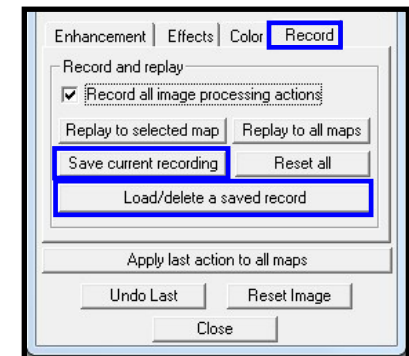 Enhancement Effects Color Record
Record and replay
Record all image processing actions
Replay to selected map Replay to all maps
Save current recording Reset all
Load/delete a saved record
Apply last action to all maps
Undo Last Reset Image
Close